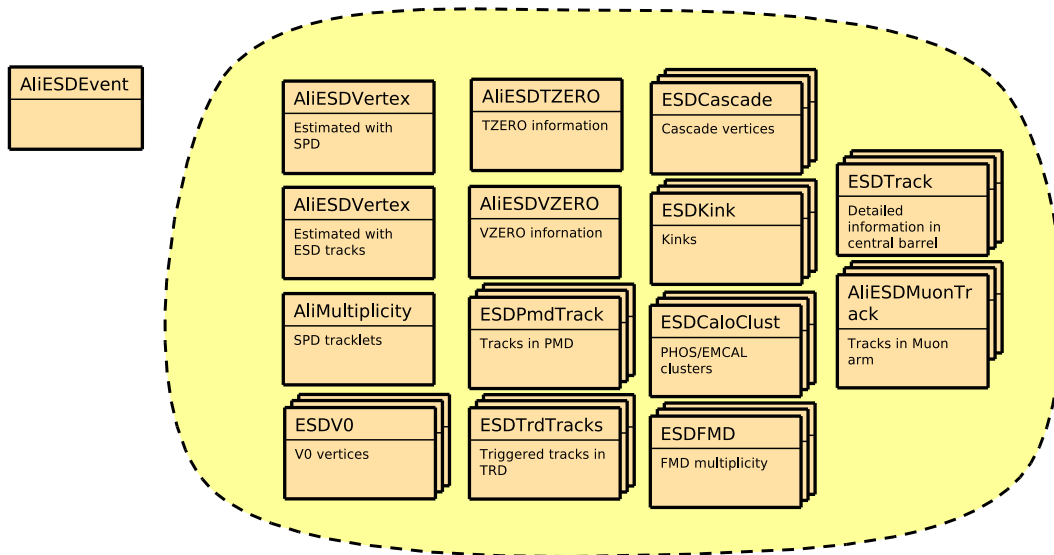 AliESDEvent
AliESDVertex
Estimated with
SPD
AliESDVertex
Estimated with
ESD tracks
AliMultiplicity
SPD tracklets
ESDV0
V0 vertices
AliESDTZERO
TZERO information
AliESDVZERO
VZERO infornation
ESDPmdTrack
Tracks in PMD
ESDTrdTracks
Triggered tracks in
TRD
ESDCascade
Cascade vertices
ESDKink
Kinks
ESDCaloClust
PHOS/EMCAL
clusters
ESDFMD
FMD multiplicity
ESDTrack
Detailed
information in
central barrel
AliESDMuonTr
ack
Tracks in Muon
arm